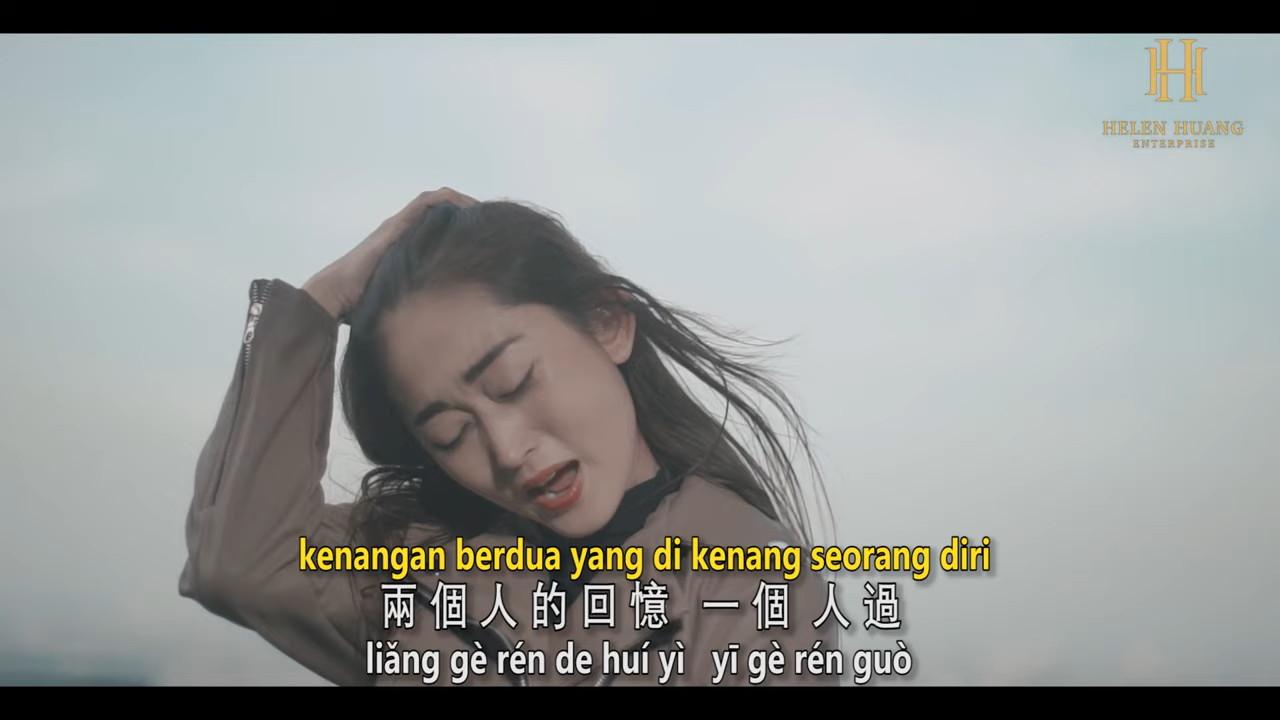 HH
HELEN HUANG
ENTERPRISE
kenangan berdua yang di kenang seorang diri
兩個人的回憶 一個人過
liǎng gè rén de huí yì yī gè rén guò